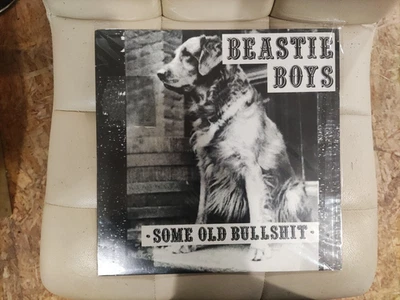 BEASTIE
BOYS
- SOME OLD BULLSHIT -